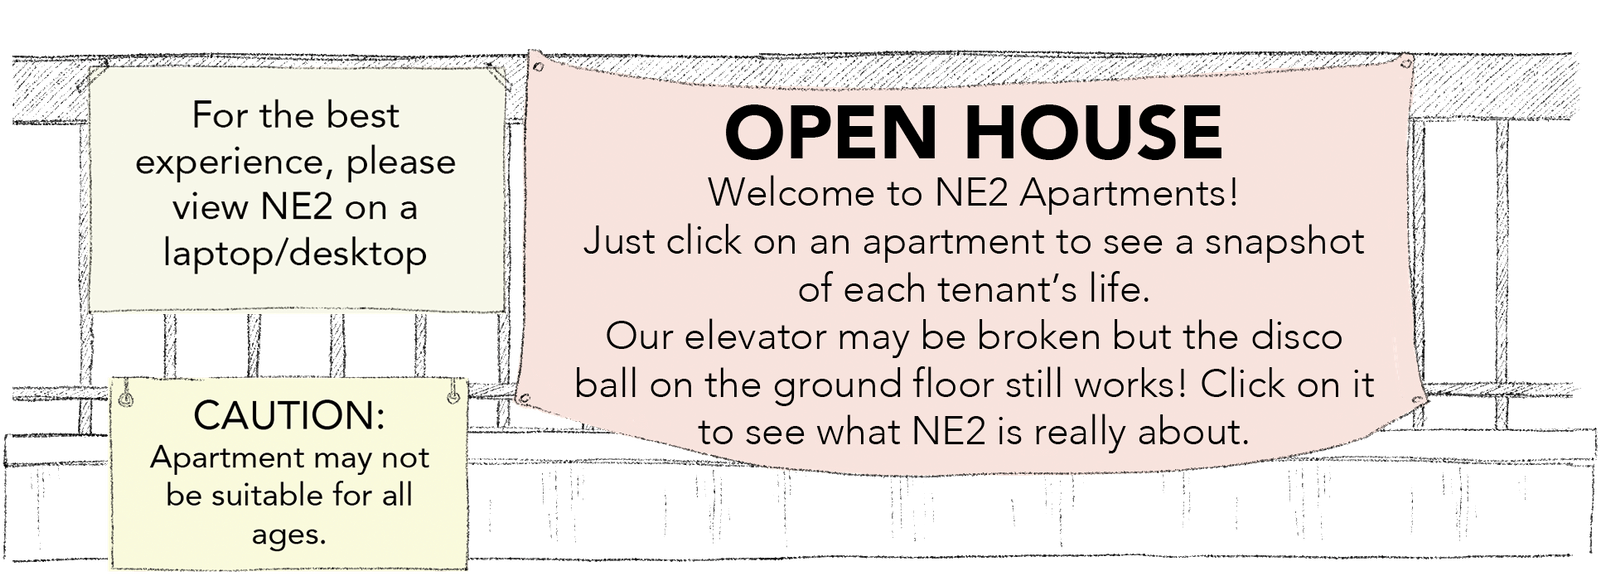 For the best
experience, please
view NE2 on a
laptop/desktop
CAUTION:
Apartment may not
be suitable for all
ages.
OPEN HOUSE
Welcome to NE2 Apartments!
Just click on an apartment to see a snapshot
of each tenant’s life.
Our elevator may be broken but the disco
ball on the ground floor still works! Click on it
to see what NE2 is really about.